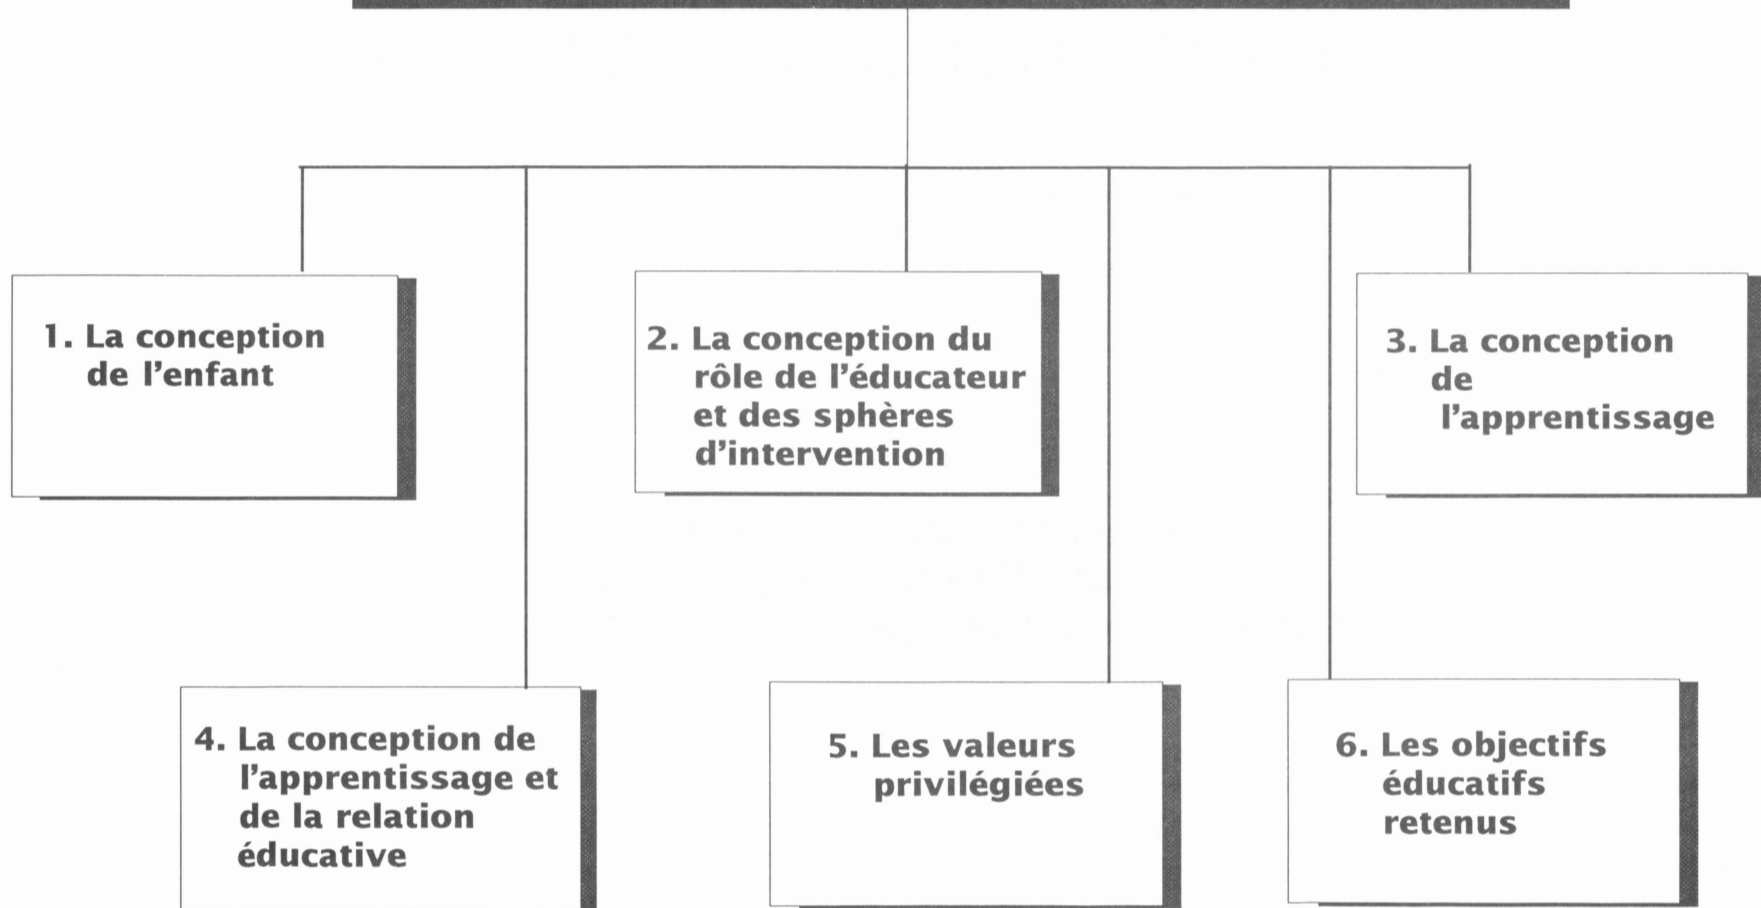 1. La conception
de l'enfant
2. La conception du
rôle de l'éducateur
et des sphères
d'intervention
3. La conception
de
l'apprentissage
4. La conception de
l'apprentissage et
de la relation
éducative
5. Les valeurs
privilégiées
6. Les objectifs
éducatifs
retenus